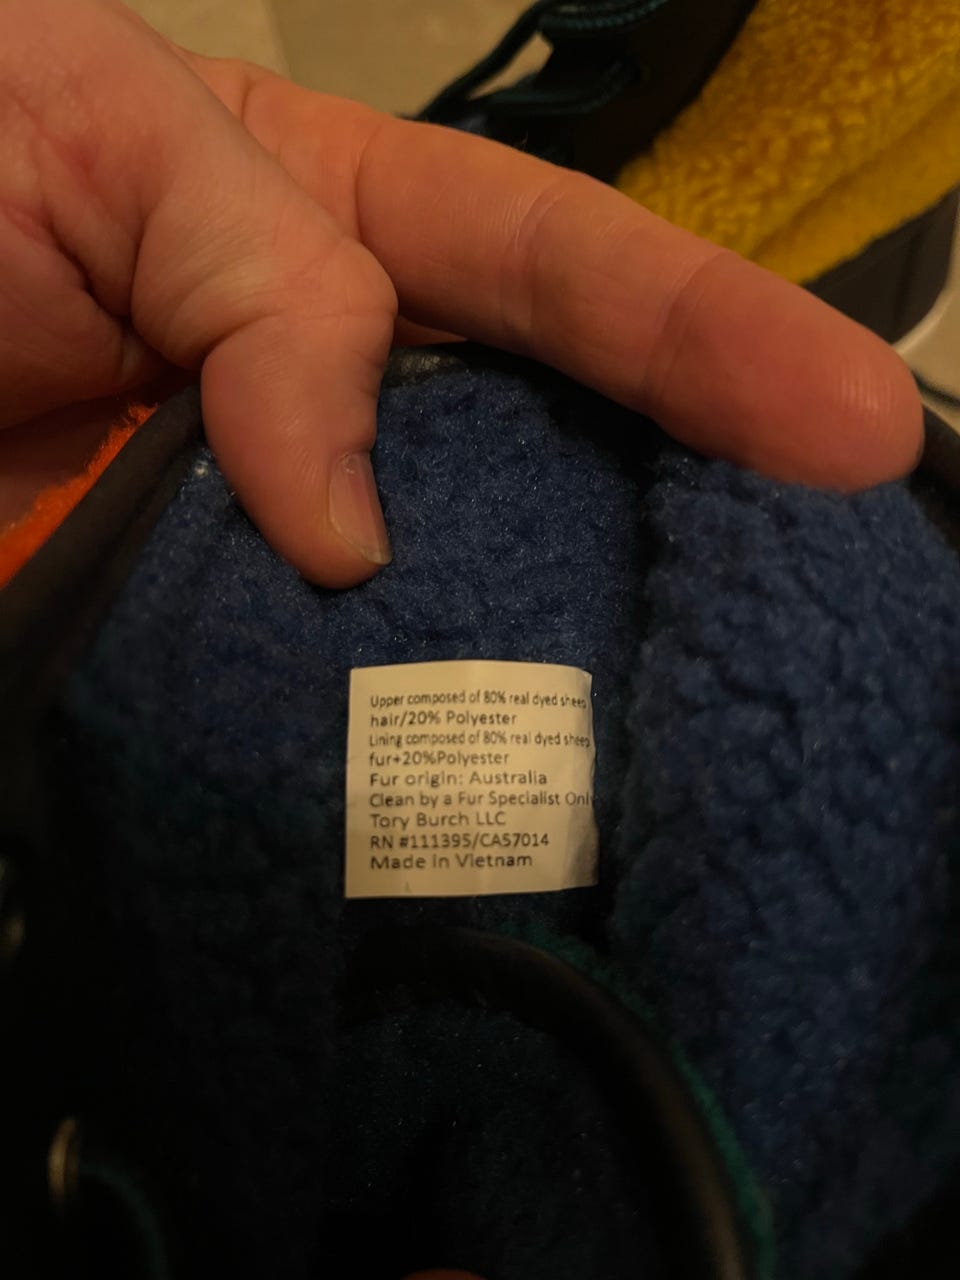 Upper composed of 80% real dyed sheep
hair/20% Polyester
Lining composed of 80% real dyed sheep
fur+20%Polyester
Fur origin: Australia
Clean by a Fur Specialist Only
Tory Burch LLC
RN #111395/CA57014
Made in Vietnam